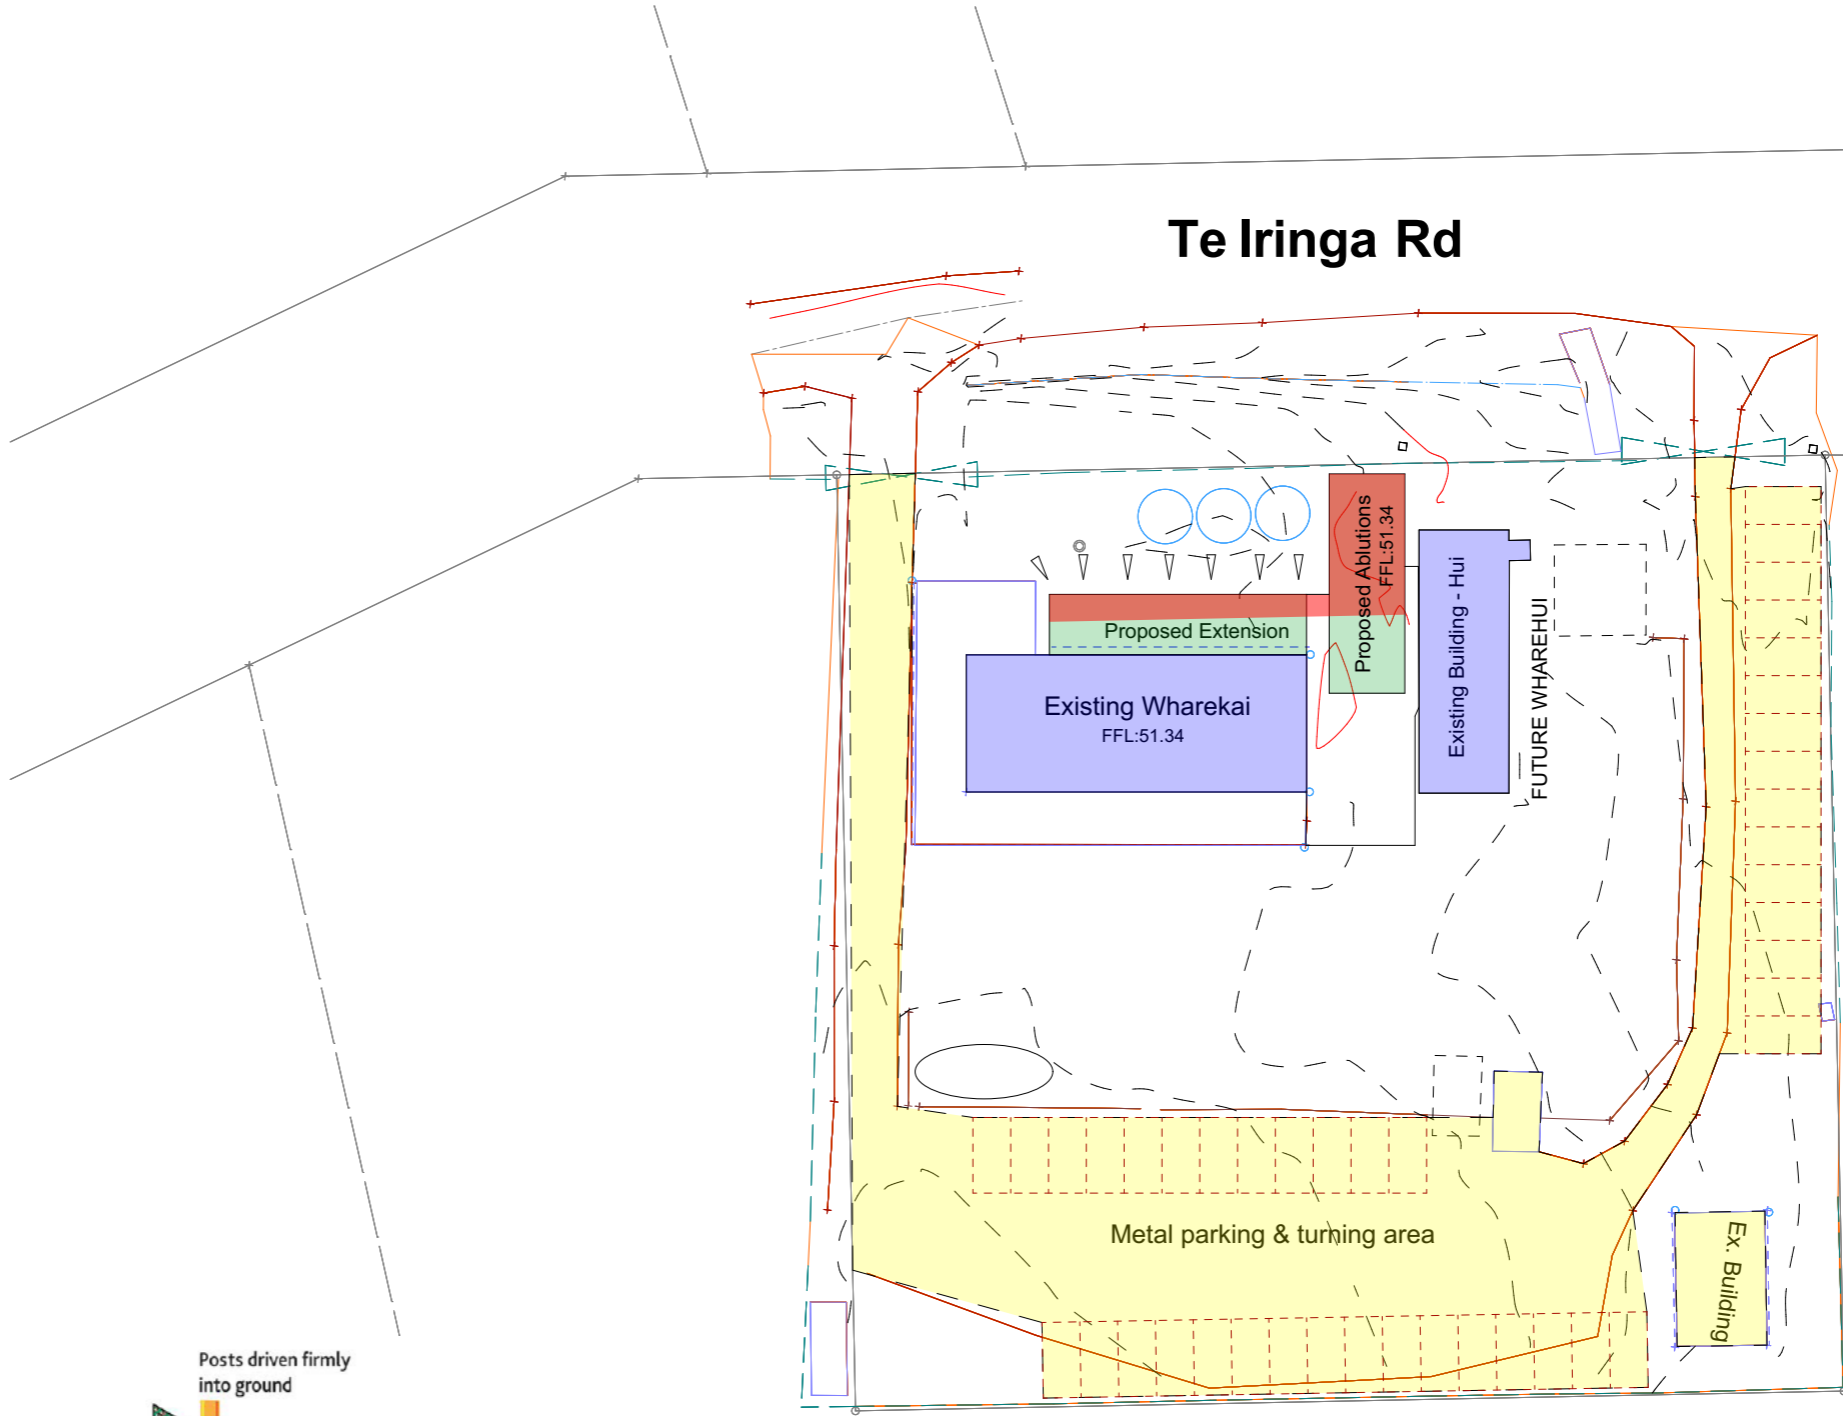 Te Iringa Rd
Proposed Ablutions
FFL:51.34
Proposed Extension
Existing Wharekai
FFL:51.34
Existing Building - Hui
FUTURE WHAREHUI
Metal parking & turning area
Ex. Building
Posts driven firmly
into ground